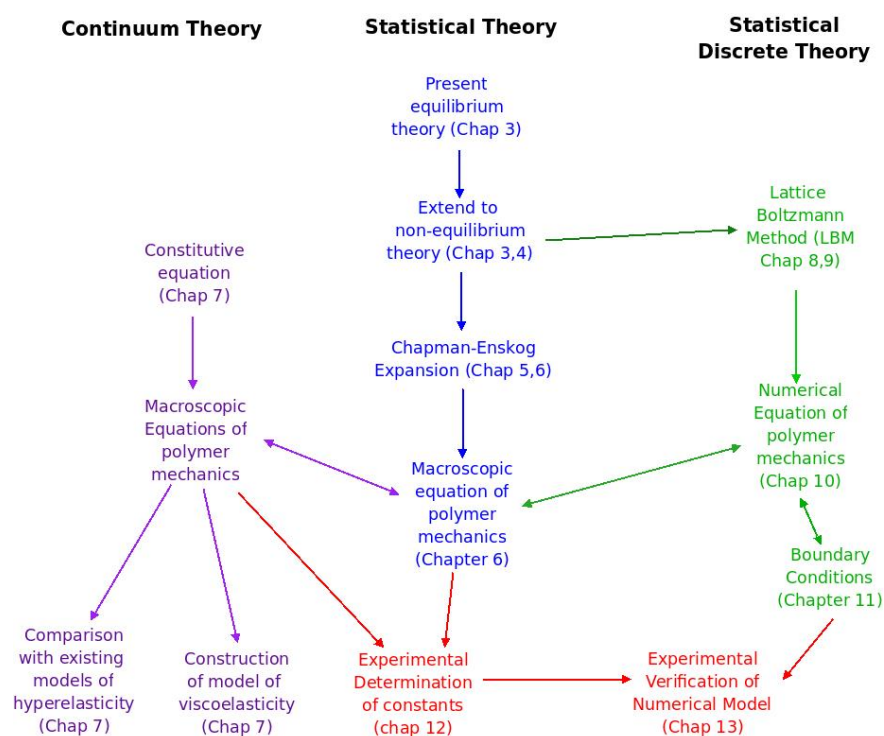 Continuum Theory
Statistical Theory
Statistical
Discrete Theory
Present
equilibrium
theory (Chap 3)
Extend to
non-equilibrium
theory (Chap 3,4)
Lattice
Boltzmann
Method (LBM
Chap 8,9)
Constitutive
equation
(Chap 7)
Chapman-Enskog
Expansion (Chap 5,6)
Macroscopic
Equations of
polymer
mechanics
Numerical
Equation of
polymer
mechanics
(Chap 10)
Macroscopic
equation of
polymer
mechanics
(Chapter 6)
Boundary
Conditions
(Chapter 11)
Comparison
with existing
models of
hyperelasticity
(Chap 7)
Construction
of model of
viscoelasticity
(Chap 7)
Experimental
Determination
of constants
(chap 12)
Experimental
Verification of
Numerical Model
(Chap 13)